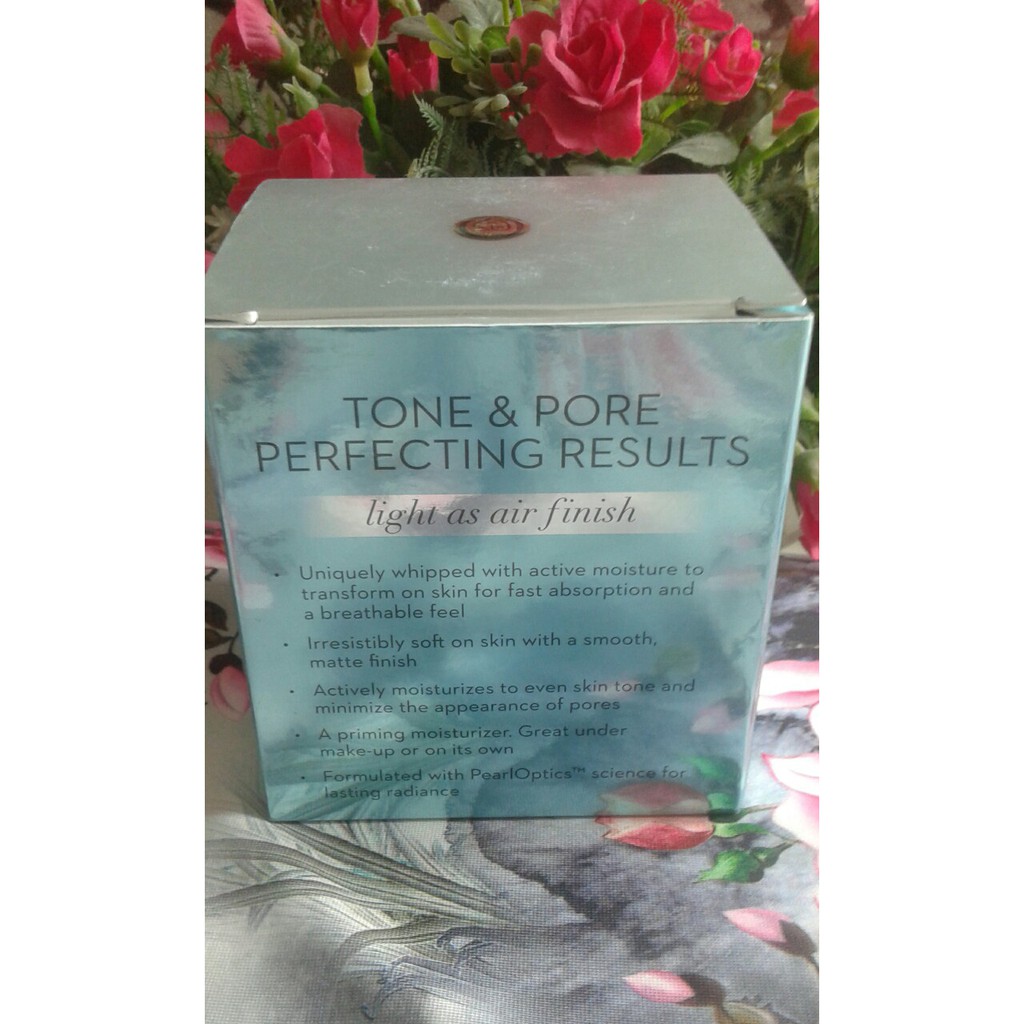 TONE & PORE
PERFECTING RESULTS
light as air finish
• Uniquely whipped with active moisture to
transform on skin for fast absorption and
a breathable feel
• Irresistibly soft on skin with a smooth,
matte finish
• Actively moisturizes to even skin tone and
minimize the appearance of pores
• A priming moisturizer. Great under
make-up or on its own
• Formulated with PearlOptics™ science for
lasting radiance